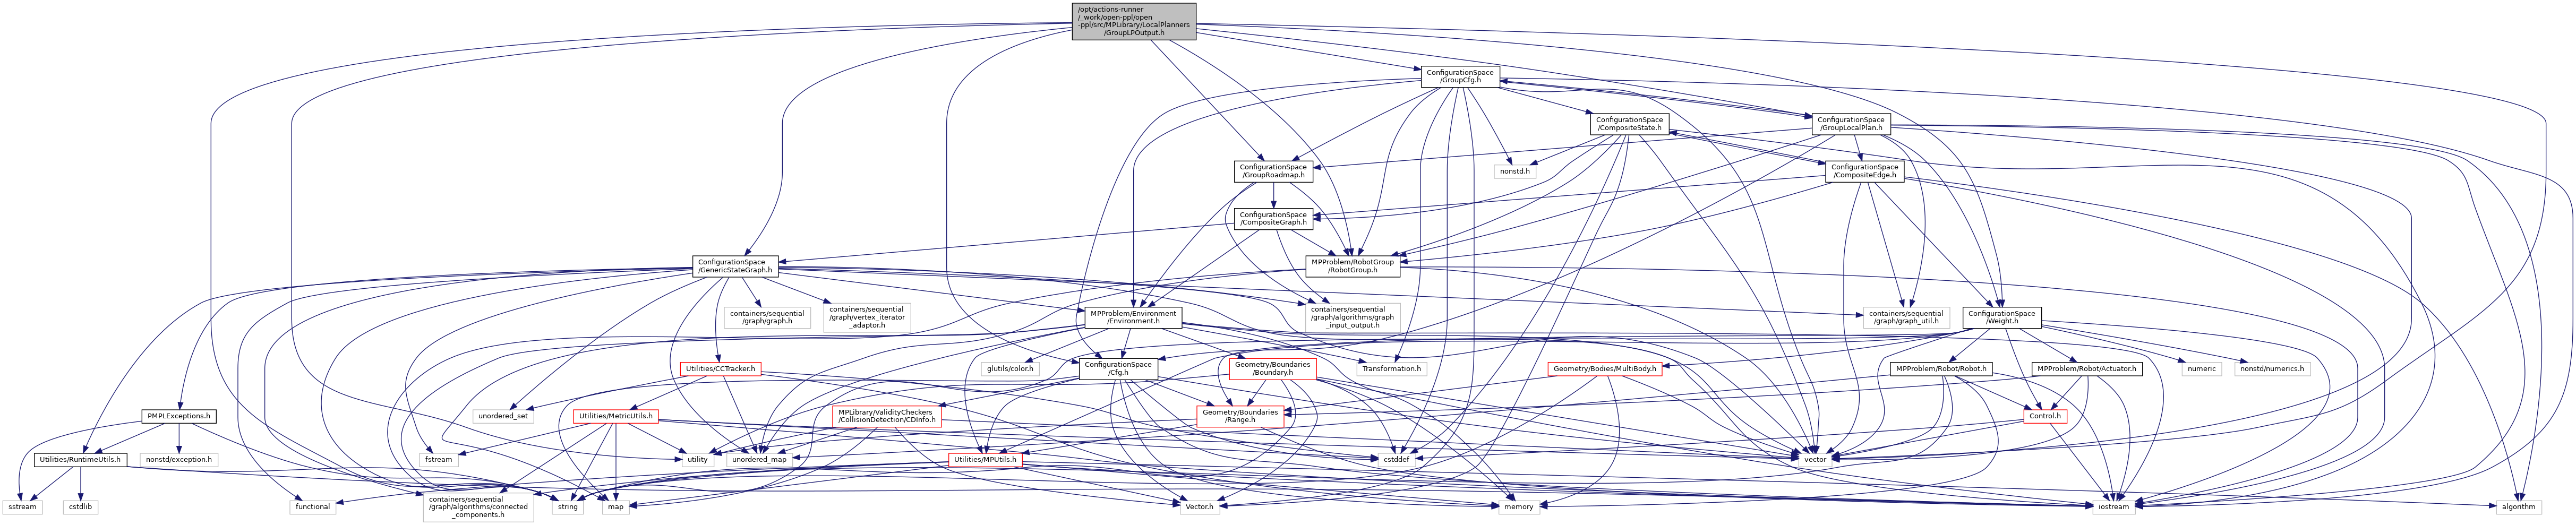 /opt/actions-runner
/_work/open-ppl/open
-ppl/src/MPLibrary/LocalPlanners
/GroupLPOutput.h
ConfigurationSpace
/GroupCfg.h
ConfigurationSpace
/CompositeState.h
ConfigurationSpace
/GroupLocalPlan.h
ConfigurationSpace
/GroupRoadmap.h
nonstd.h
ConfigurationSpace
/CompositeEdge.h
ConfigurationSpace
/CompositeGraph.h
ConfigurationSpace
/GenericStateGraph.h
MPProblem/RobotGroup
/RobotGroup.h
containers/sequential
/graph/graph.h
containers/sequential
/graph/vertex_iterator
_adaptor.h
MPProblem/Environment
/Environment.h
containers/sequential
/graph/algorithms/graph
_input_output.h
containers/sequential
/graph/graph_util.h
ConfigurationSpace
/Weight.h
Utilities/CCTracker.h
glutils/color.h
ConfigurationSpace
/Cfg.h
Geometry/Boundaries
/Boundary.h
Transformation.h
Geometry/Bodies/MultiBody.h
MPProblem/Robot/Robot.h
MPProblem/Robot/Actuator.h
numeric
nonstd/numerics.h
PMPLExceptions.h
unordered_set
Utilities/MetricUtils.h
MPLibrary/ValidityCheckers
/CollisionDetection/CDInfo.h
Geometry/Boundaries
/Range.h
Control.h
Utilities/RuntimeUtils.h
nonstd/exception.h
fstream
utility
unordered_map
Utilities/MPUtils.h
cstddef
vector
sstream
cstdlib
functional
containers/sequential
/graph/algorithms/connected
_components.h
string
map
Vector.h
memory
iostream
algorithm